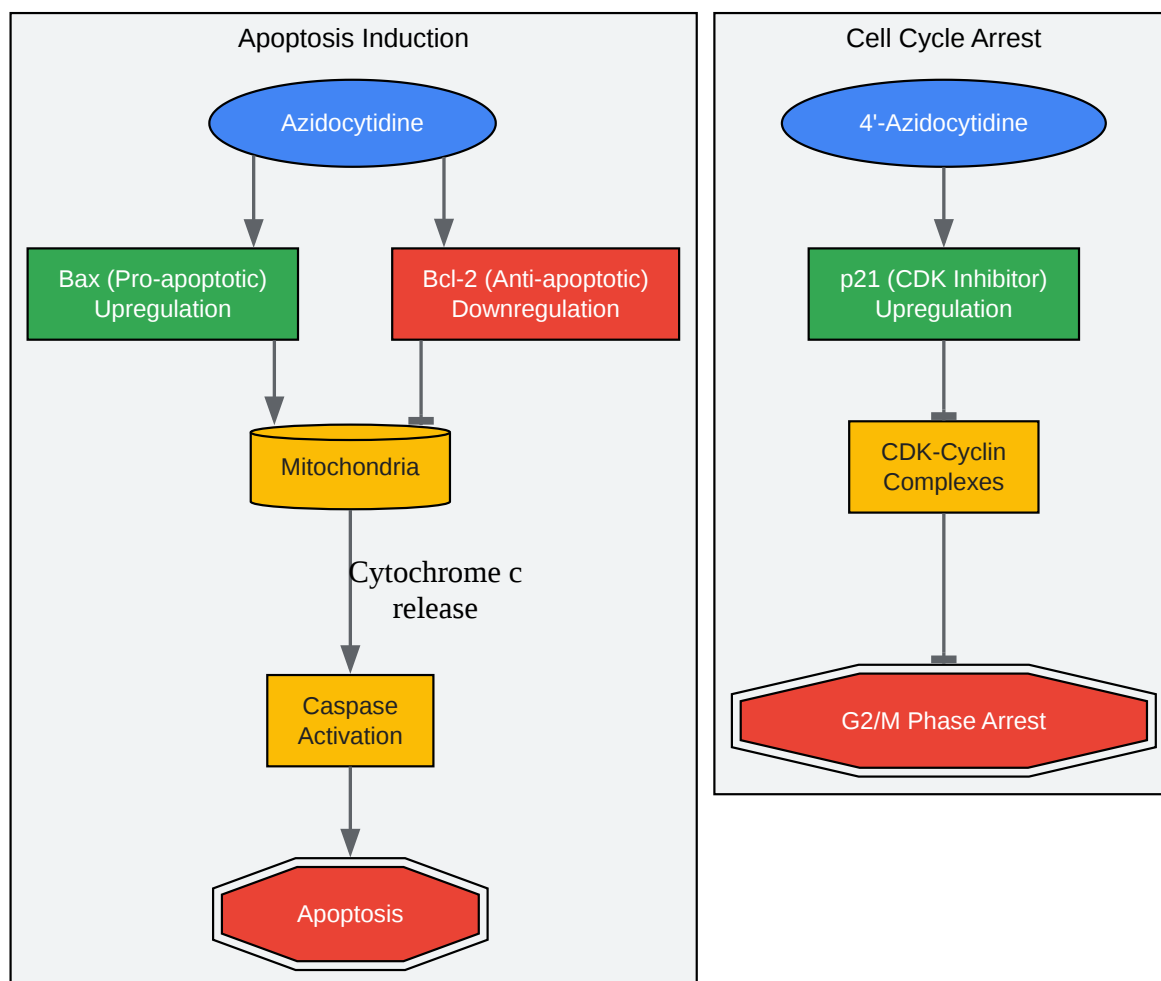 Apoptosis Induction
Azidocytidine
Bax (Pro-apoptotic)
Upregulation
Bcl-2 (Anti-apoptotic)
Downregulation
Mitochondria
Cytochrome c
release
Caspase
Activation
Apoptosis
Cell Cycle Arrest
4'-Azidocytidine
p21 (CDK Inhibitor)
Upregulation
CDK-Cyclin
Complexes
G2/M Phase Arrest